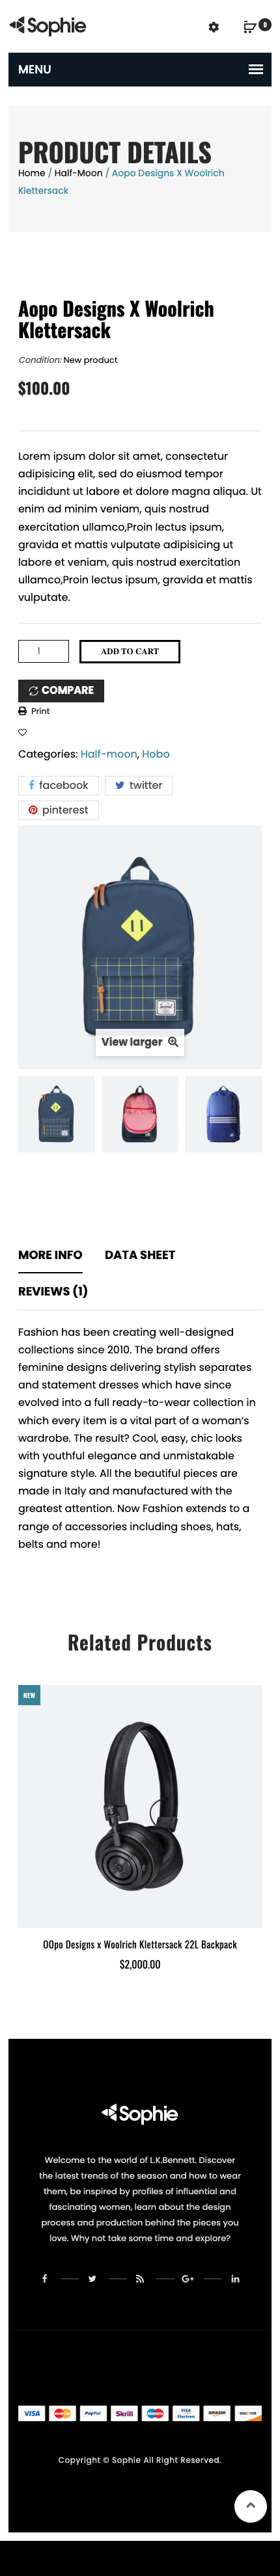 Sophie
0
MENU
PRODUCT DETAILS
Home / Half-Moon / Aopo Designs X Woolrich
Klettersack
Aopo Designs X Woolrich
Klettersack
Condition: New product
$100.00
Lorem ipsum dolor sit amet, consectetur
adipisicing elit, sed do eiusmod tempor
incididunt ut labore et dolore magna aliqua. Ut
enim ad minim veniam, quis nostrud
exercitation ullamco,Proin lectus ipsum,
gravida et mattis vulputate adipisicing ut
labore et veniam, quis nostrud exercitation
ullamco,Proin lectus ipsum, gravida et mattis
vulputate.
1 ADD TO CART
COMPARE
Print
Categories: Half-moon, Hobo
facebook twitter
pinterest
View larger
MORE INFO DATA SHEET
REVIEWS (1)
Fashion has been creating well-designed
collections since 2010. The brand offers
feminine designs delivering stylish separates
and statement dresses which have since
evolved into a full ready-to-wear collection in
which every item is a vital part of a woman's
wardrobe. The result? Cool, easy, chic looks
with youthful elegance and unmistakable
signature style. All the beautiful pieces are
made in Italy and manufactured with the
greatest attention. Now Fashion extends to a
range of accessories including shoes, hats,
belts and more!
Related Products
NEW
OOpo Designs x Woolrich Klettersack 22L Backpack
$2,000.00
Sophie
Welcome to the world of L.K.Bennett. Discover
the latest trends of the season and how to wear
them, be inspired by profiles of influential and
fascinating women, learn about the design
process and production behind the pieces you
love. Why not take some time and explore?
VISA MasterCard PayPal Skrill Maestro VISA Electron amazon DISCOVER
Copyright © Sophie All Right Reserved.